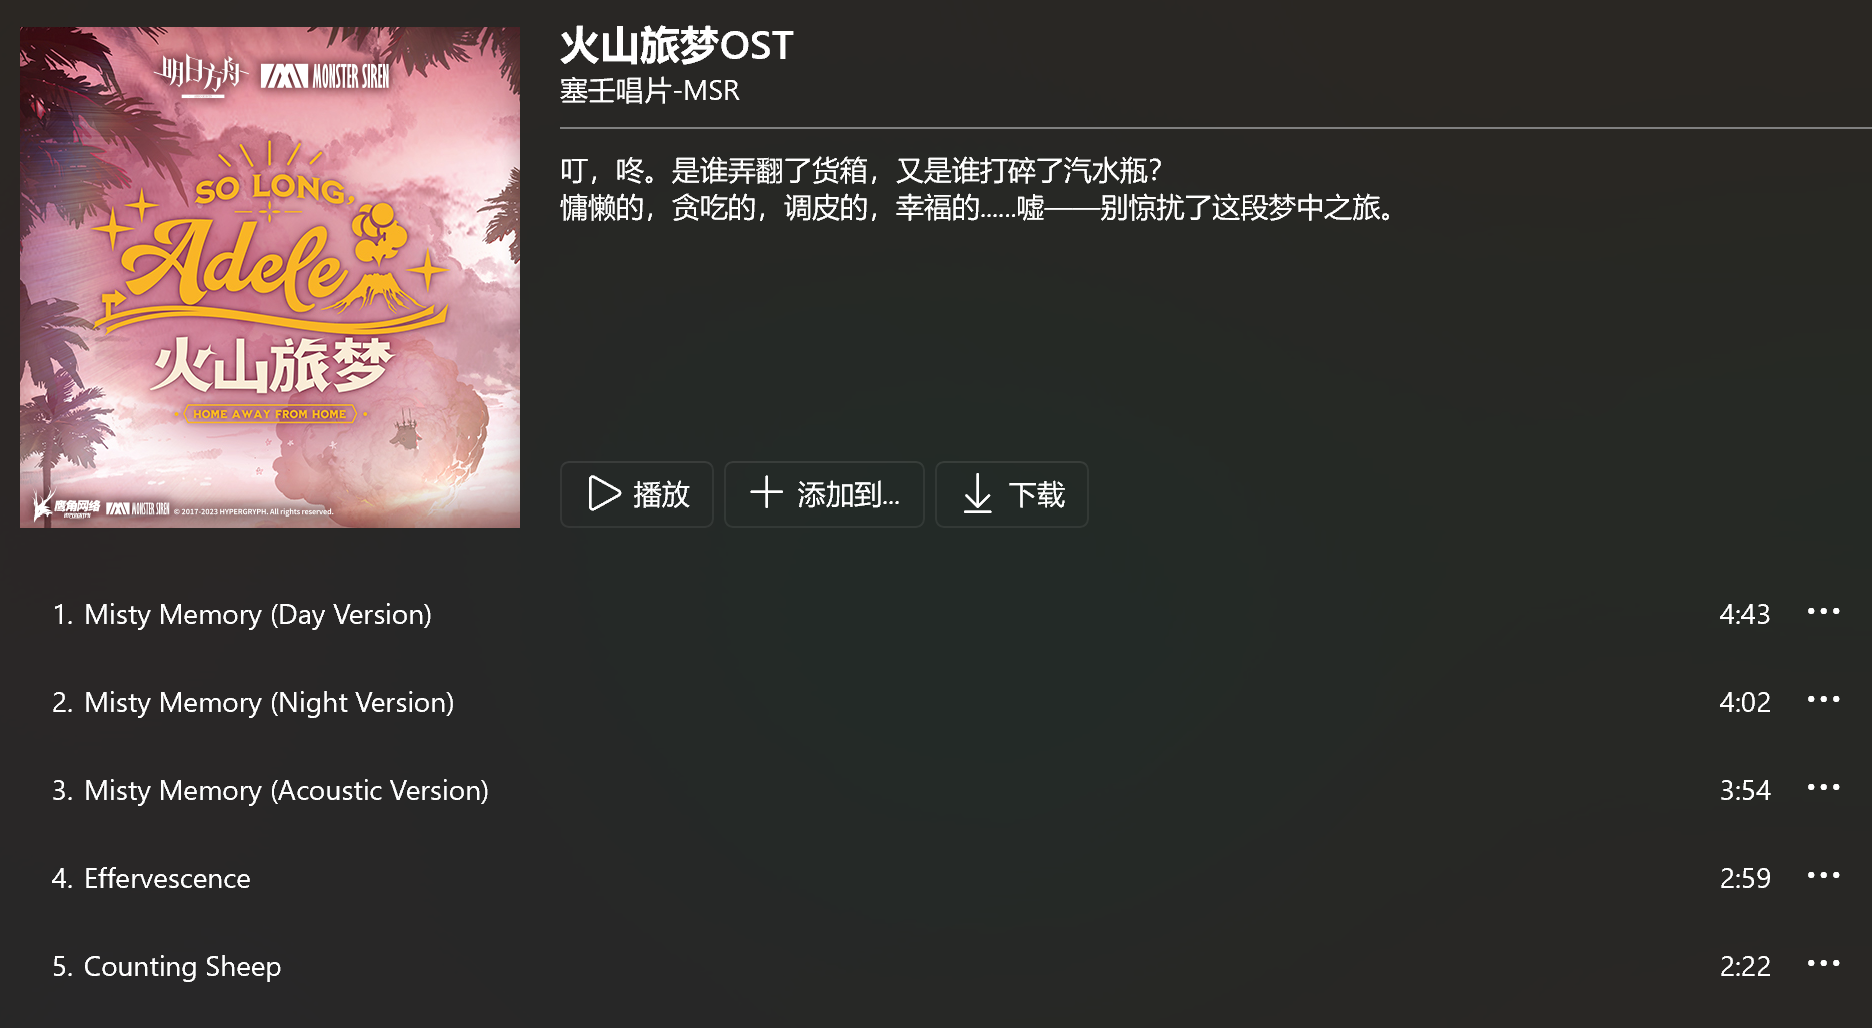 明日方舟 MONSTER SIREN
SO LONG,
Adele
火山旅梦
HOME AWAY FROM HOME
鹰角网络 HYPERGRYPH MONSTER SIREN © 2017-2023 HYPERGRYPH. All rights reserved.
火山旅梦OST
塞壬唱片-MSR
叮，咚。是谁弄翻了货箱，又是谁打碎了汽水瓶？
慵懒的，贪吃的，调皮的，幸福的......嘘——别惊扰了这段梦中之旅。
播放 添加到... 下载
1. Misty Memory (Day Version) 4:43
2. Misty Memory (Night Version) 4:02
3. Misty Memory (Acoustic Version) 3:54
4. Effervescence 2:59
5. Counting Sheep 2:22